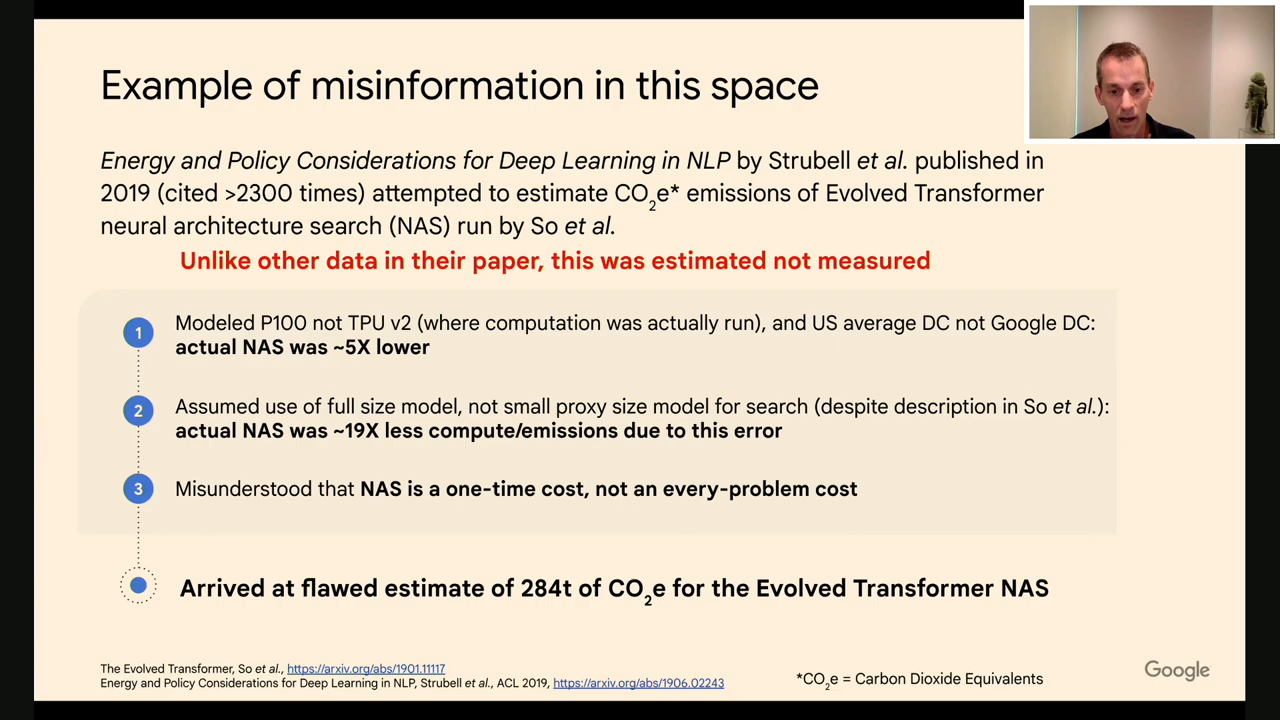 Example of misinformation in this space
Energy and Policy Considerations for Deep Learning in NLP by Strubell et al. published in
2019 (cited >2300 times) attempted to estimate CO2e* emissions of Evolved Transformer
neural architecture search (NAS) run by So et al.
Unlike other data in their paper, this was estimated not measured
1
Modeled P100 not TPU v2 (where computation was actually run), and US average DC not Google DC:
actual NAS was ~5X lower
2
Assumed use of full size model, not small proxy size model for search (despite description in So et al.):
actual NAS was ~19X less compute/emissions due to this error
3
Misunderstood that NAS is a one-time cost, not an every-problem cost
Arrived at flawed estimate of 284t of CO2e for the Evolved Transformer NAS
The Evolved Transformer, So et al., https://arxiv.org/abs/1901.11117
Energy and Policy Considerations for Deep Learning in NLP, Strubell et al., ACL 2019, https://arxiv.org/abs/1906.02243
*CO2e = Carbon Dioxide Equivalents
Google